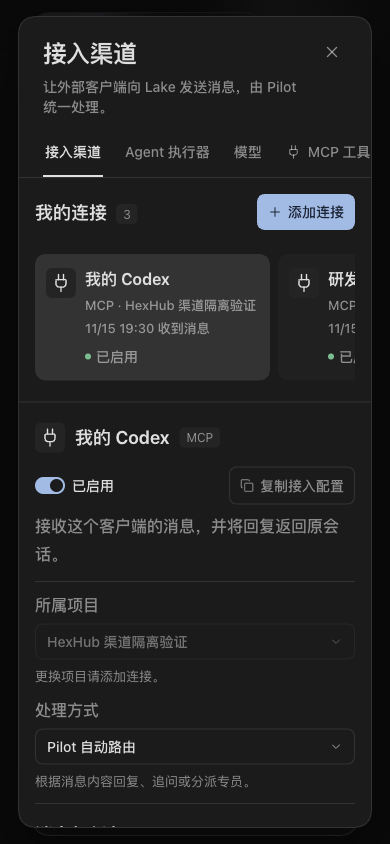 接入渠道
让外部客户端向 Lake 发送消息，由 Pilot
统一处理。
接入渠道 Agent 执行器 模型 MCP 工具
我的连接 3 + 添加连接
我的 Codex
MCP · HexHub 渠道隔离验证
11/15 19:30 收到消息
已启用
研发
MCP
11/15
已
我的 Codex MCP
已启用 复制接入配置
接收这个客户端的消息，并将回复返回原会
话。
所属项目
HexHub 渠道隔离验证
更换项目请添加连接。
处理方式
Pilot 自动路由
根据消息内容回复、追问或分派专员。